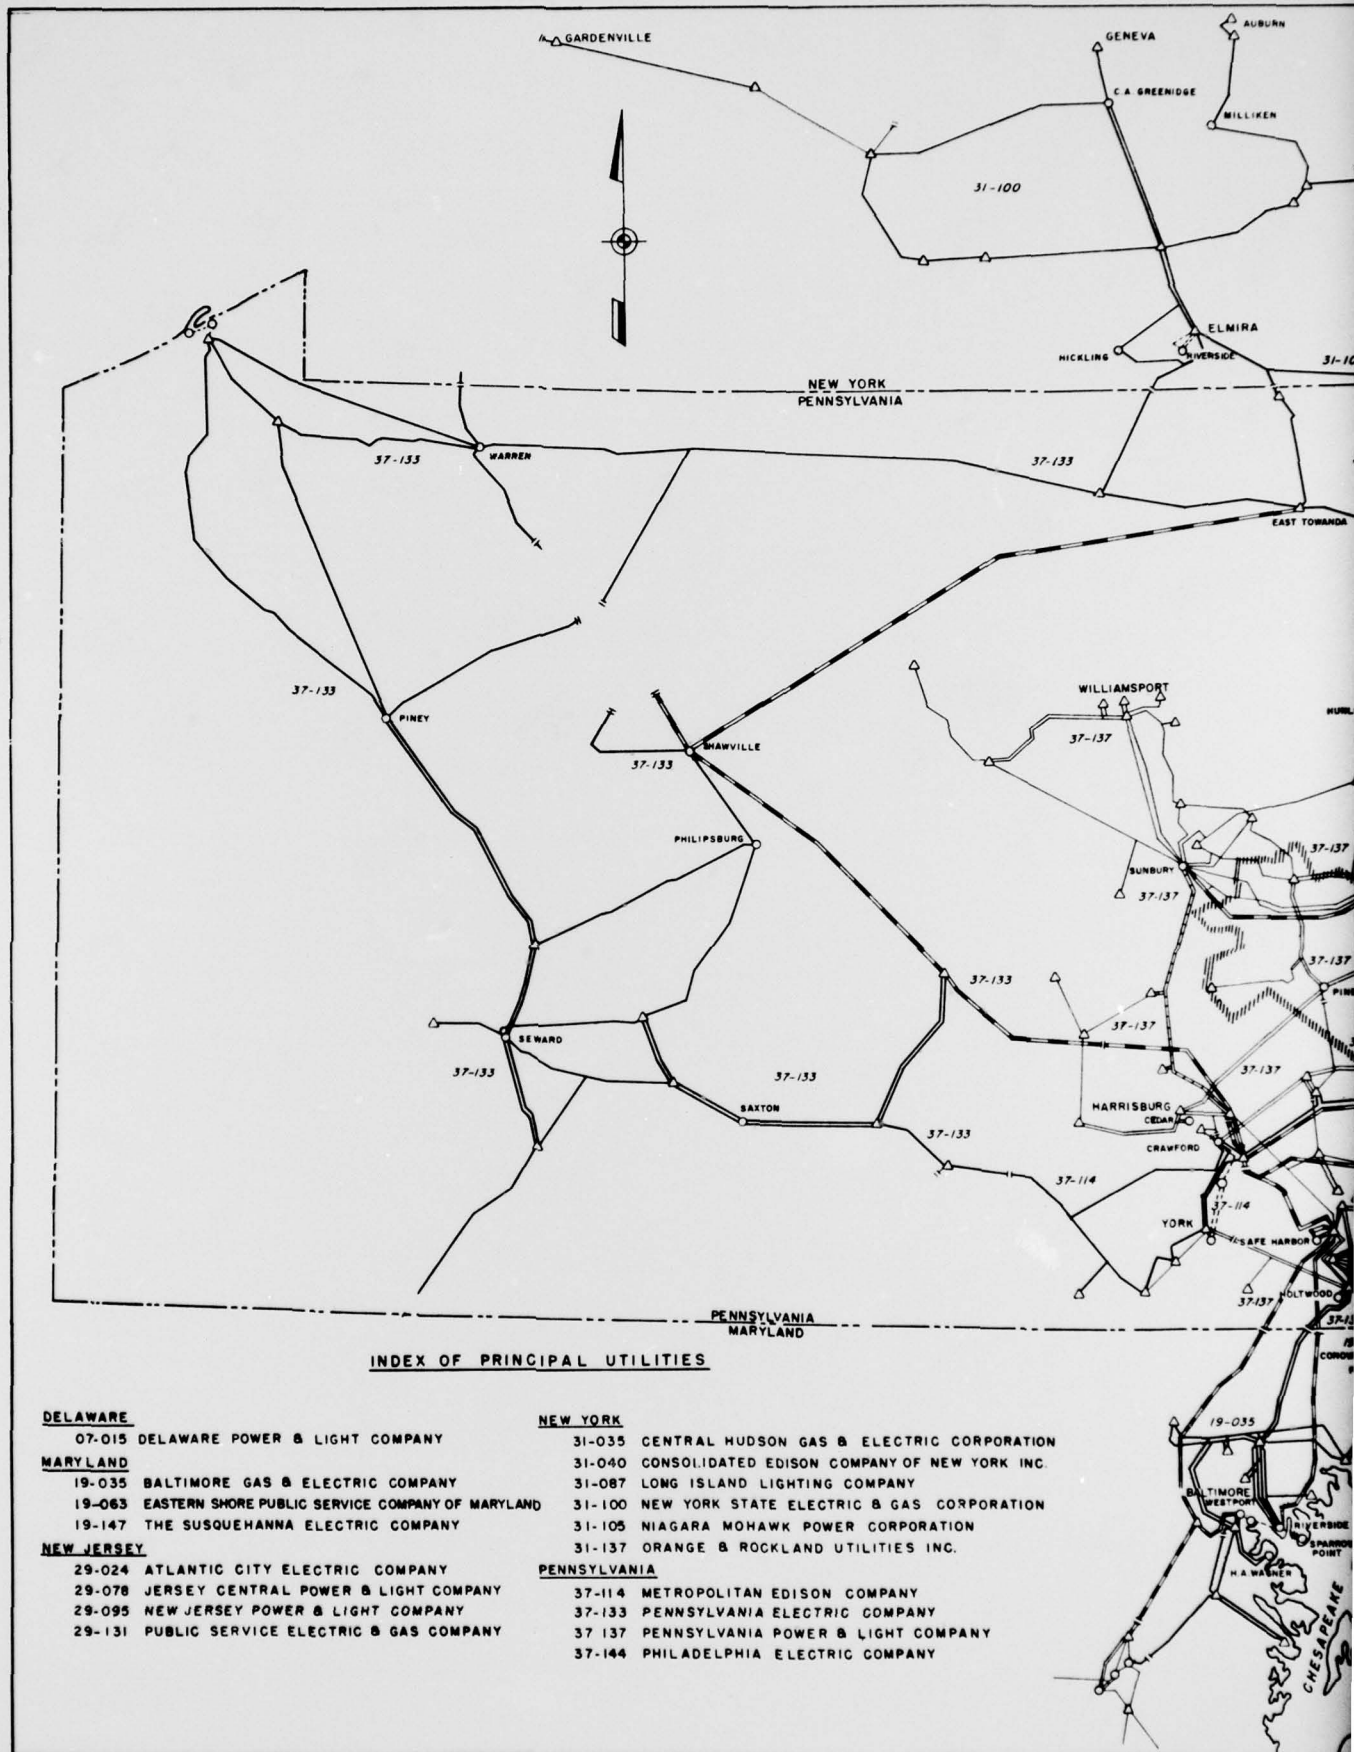 GARDENVILLE
GENEVA
AUBURN
C.A. GREENIDGE
MILLIKEN
31-100
ELMIRA
HICKLING
RIVERSIDE
31-10
NEW YORK
PENNSYLVANIA
WARREN
37-133
37-133
EAST TOWANDA
37-133
PINEY
WILLIAMSPORT
37-137
SHAWVILLE
37-133
PHILIPSBURG
37-137
SUNBURY
37-137
37-137
37-133
PINE
37-137
SEWARD
37-133
37-133
37-137
SAXTON
HARRISBURG
CEDAR
37-133
CRAWFORD
37-114
37-114
YORK
SAFE HARBOR
37-137
HOLTWOOD
PENNSYLVANIA
MARYLAND
INDEX OF PRINCIPAL UTILITIES
DELAWARE
07-015 DELAWARE POWER & LIGHT COMPANY
MARYLAND
19-035 BALTIMORE GAS & ELECTRIC COMPANY
19-063 EASTERN SHORE PUBLIC SERVICE COMPANY OF MARYLAND
19-147 THE SUSQUEHANNA ELECTRIC COMPANY
NEW JERSEY
29-024 ATLANTIC CITY ELECTRIC COMPANY
29-078 JERSEY CENTRAL POWER & LIGHT COMPANY
29-095 NEW JERSEY POWER & LIGHT COMPANY
29-131 PUBLIC SERVICE ELECTRIC & GAS COMPANY
NEW YORK
31-035 CENTRAL HUDSON GAS & ELECTRIC CORPORATION
31-040 CONSOLIDATED EDISON COMPANY OF NEW YORK INC.
31-087 LONG ISLAND LIGHTING COMPANY
31-100 NEW YORK STATE ELECTRIC & GAS CORPORATION
31-105 NIAGARA MOHAWK POWER CORPORATION
31-137 ORANGE & ROCKLAND UTILITIES INC.
PENNSYLVANIA
37-114 METROPOLITAN EDISON COMPANY
37-133 PENNSYLVANIA ELECTRIC COMPANY
37 137 PENNSYLVANIA POWER & LIGHT COMPANY
37-144 PHILADELPHIA ELECTRIC COMPANY
19-035
BALTIMORE
WESTPORT
RIVERSIDE
SPARROW
POINT
H.A. WAGNER
CHESAPEAKE